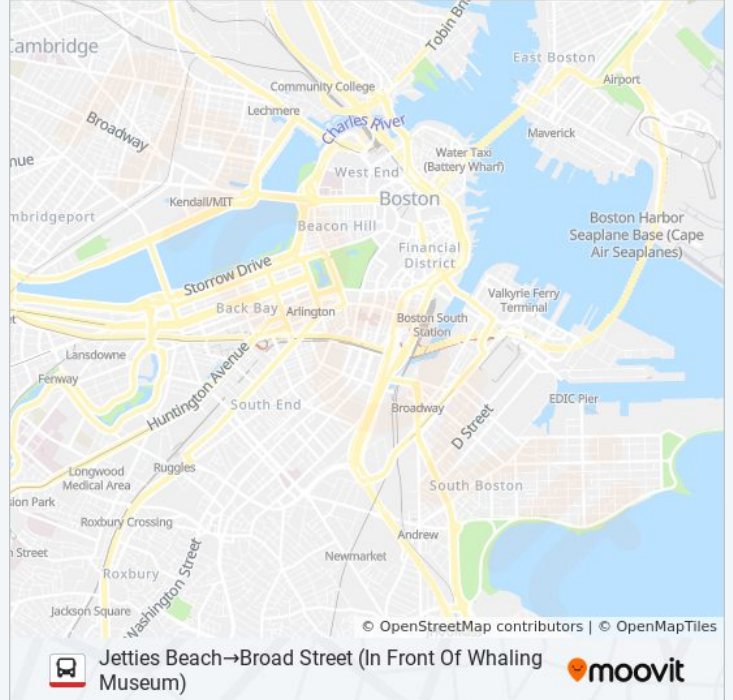 Tobin Bri
Cambridge
East Boston
Airport
Community College
Lechmere
Broadway
Charles River
Maverick
nue
Water Taxi
(Battery Wharf)
West End
Kendall/MIT
Boston
mbridgeport
Beacon Hill
Boston Harbor
Seaplane Base (Cape
Air Seaplanes)
Financial
District
Storrow Drive
Valkyrie Ferry
Terminal
Back Bay
Arlington
Boston South
Station
et
Lansdowne
Fenway
Huntington Avenue
South End
Broadway
EDIC Pier
D Street
Longwood
Medical Area
Ruggles
South Boston
sion Park
Roxbury Crossing
Andrew
n Street
Newmarket
Roxbury
Washington Street
Jackson Square
© OpenStreetMap contributors | © OpenMapTiles
Jetties Beach→Broad Street (In Front Of Whaling
Museum)
moovit